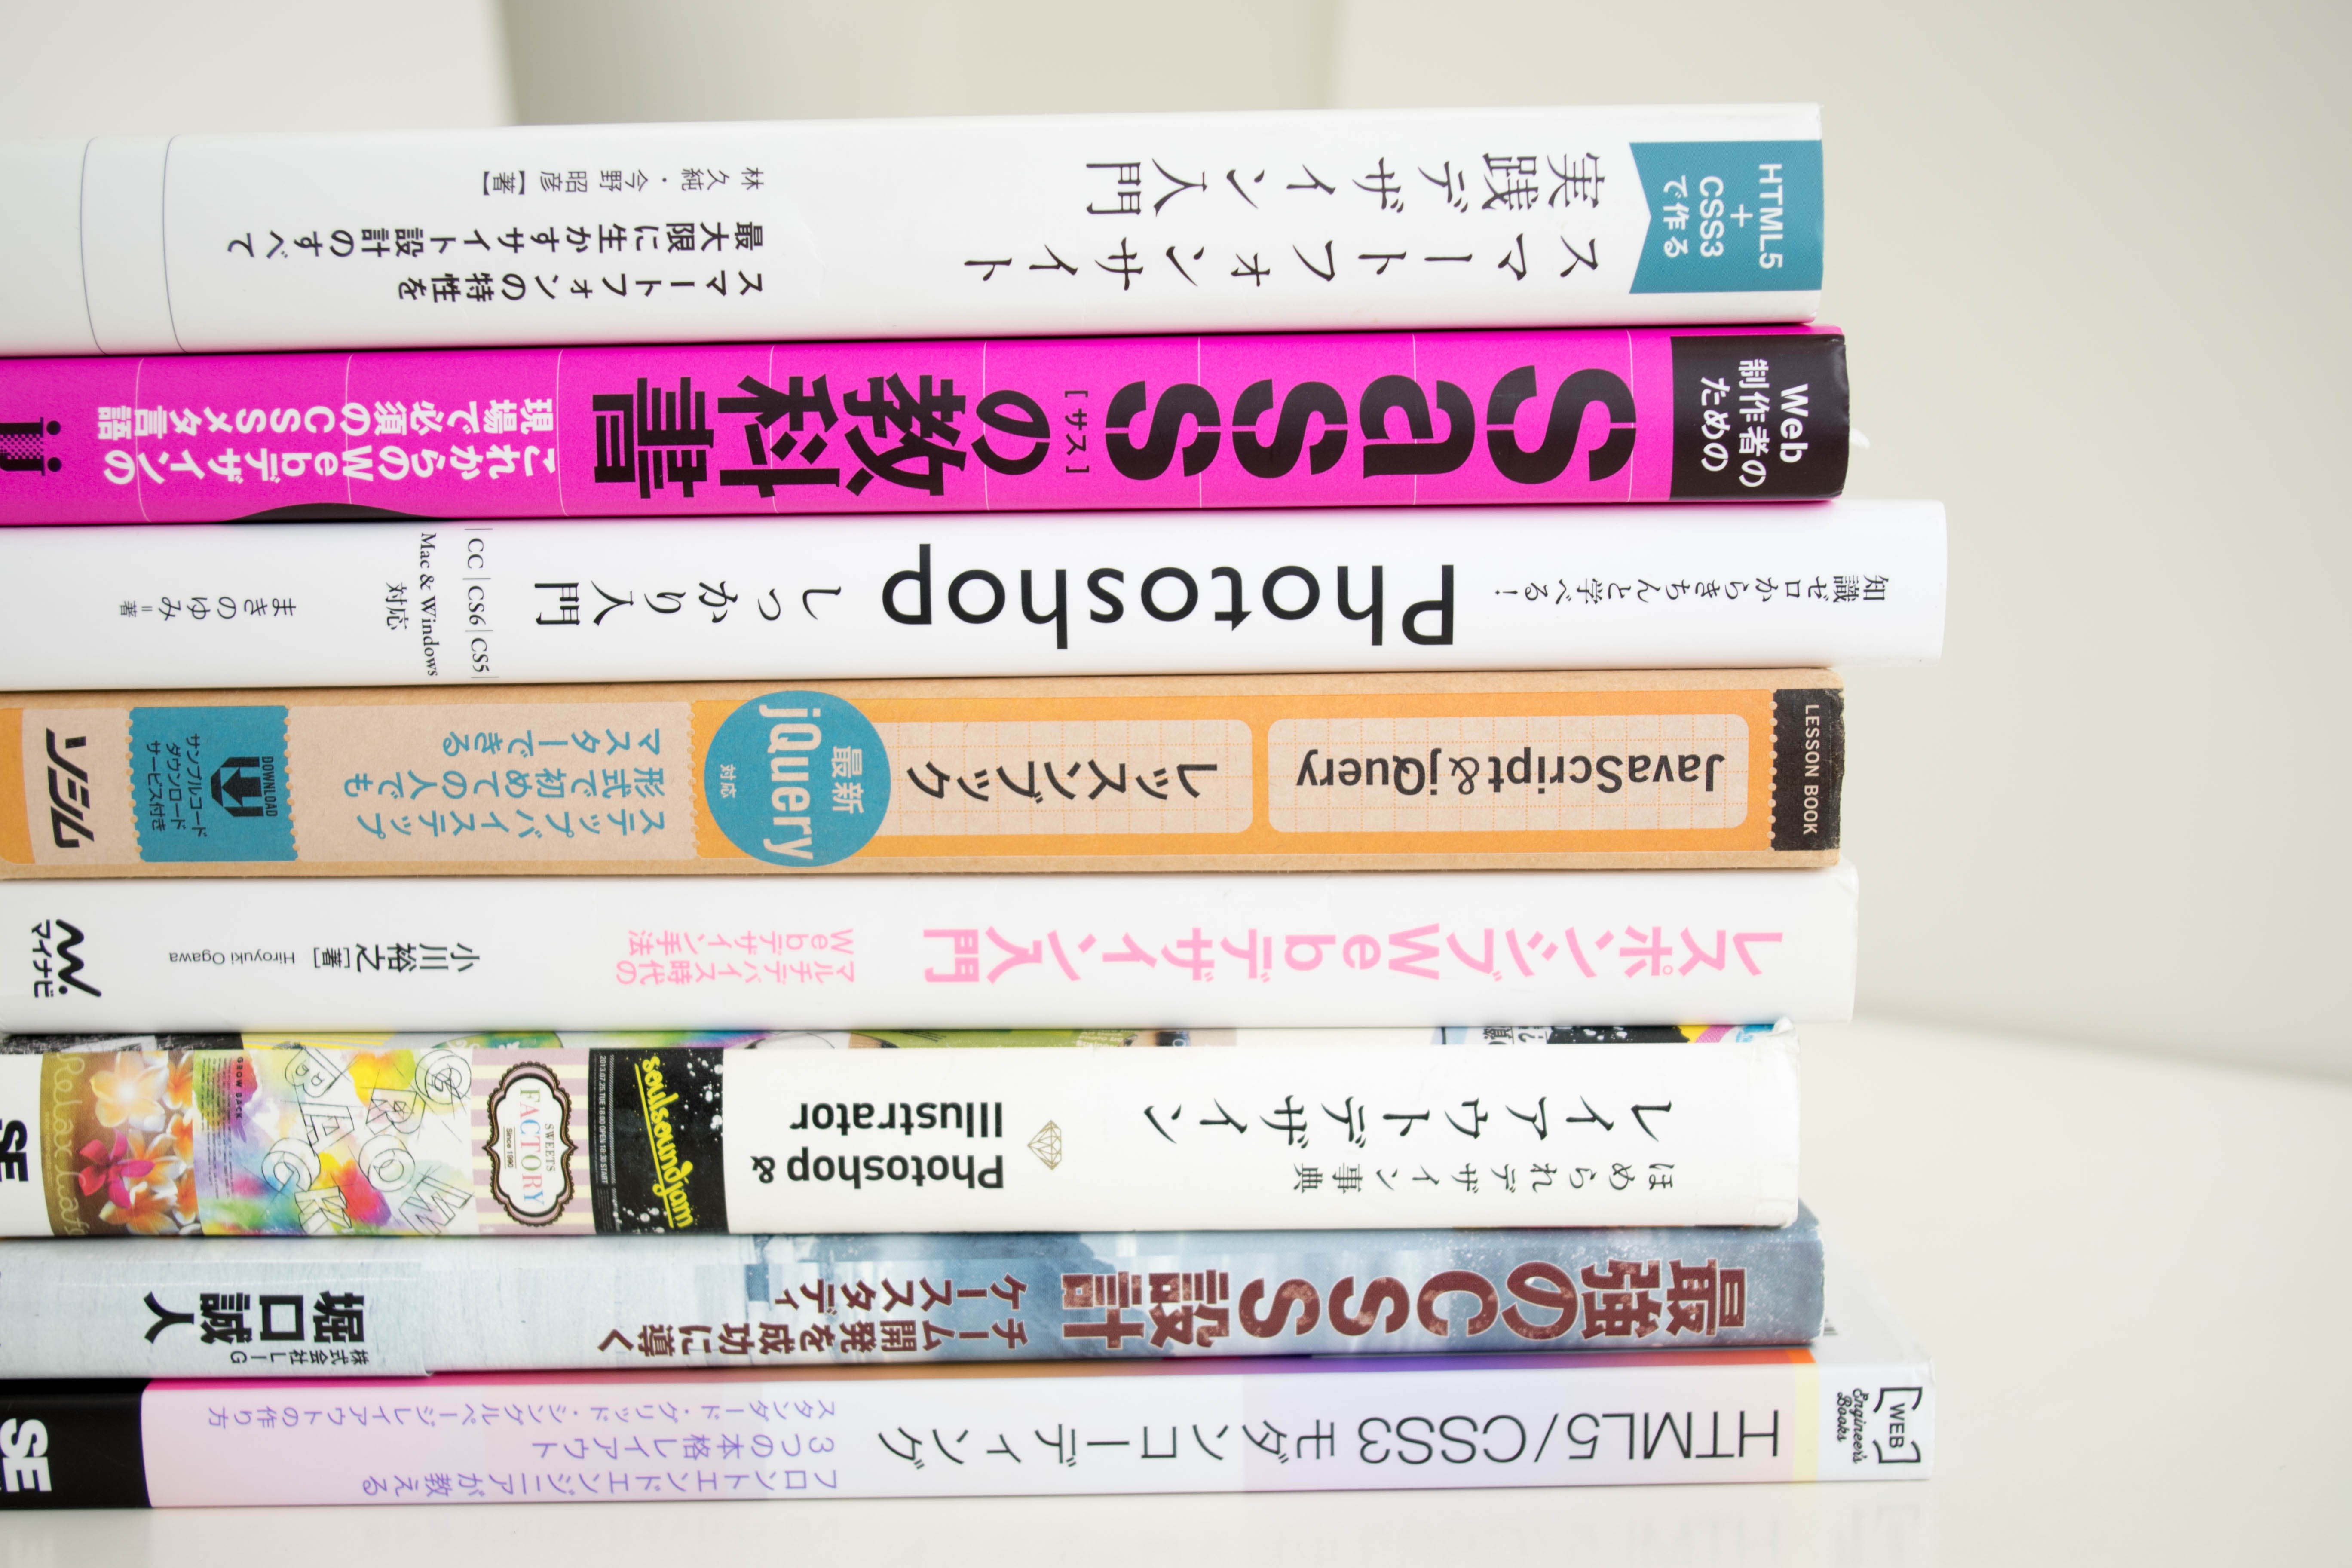 HTML5
+
CSS3
で作る
スマートフォンサイト
実践デザイン入門
スマートフォンの特性を
最大限に生かすサイト設計のすべて
林 久純・今野 昭彦【著】
Web
制作者の
ための
sass
[サス]
の教科書
これからのWebデザインの
現場で必須のCSSメタ言語
知識ゼロからきちんと学べる!
Photoshop
しっかり入門
|CC|CS6|CS5|
Mac & Windows
対応
まきのゆみ=著
LESSON BOOK
JavaScript&jQuery
レッスンブック
最新
jQuery
対応
ステップバイステップ
形式で初めての人でも
マスターできる
DOWNLOAD
サンプルコード
ダウンロード
サービス付き
ソシム
レスポンシブWebデザイン入門
マルチデバイス時代の
Webデザイン手法
小川裕之[著]
Hiroyuki Ogawa
マイナビ
ほめられデザイン事典
レイアウトデザイン
Photoshop &
Illustrator
soulsoundjam
SWEETS
FACTORY
Since 1990
GROW BACK
GROW
BACK
SE
最強のCSS設計
チーム開発を成功に導く
ケーススタディ
株式会社LIG
堀口誠人
WEB
Engineer's
Books
HTML5/CSS3 モダンコーディング
フロントエンドエンジニアが教える
3つの本格レイアウト
スタンダード・グリッド・シングルページレイアウトの作り方
SE